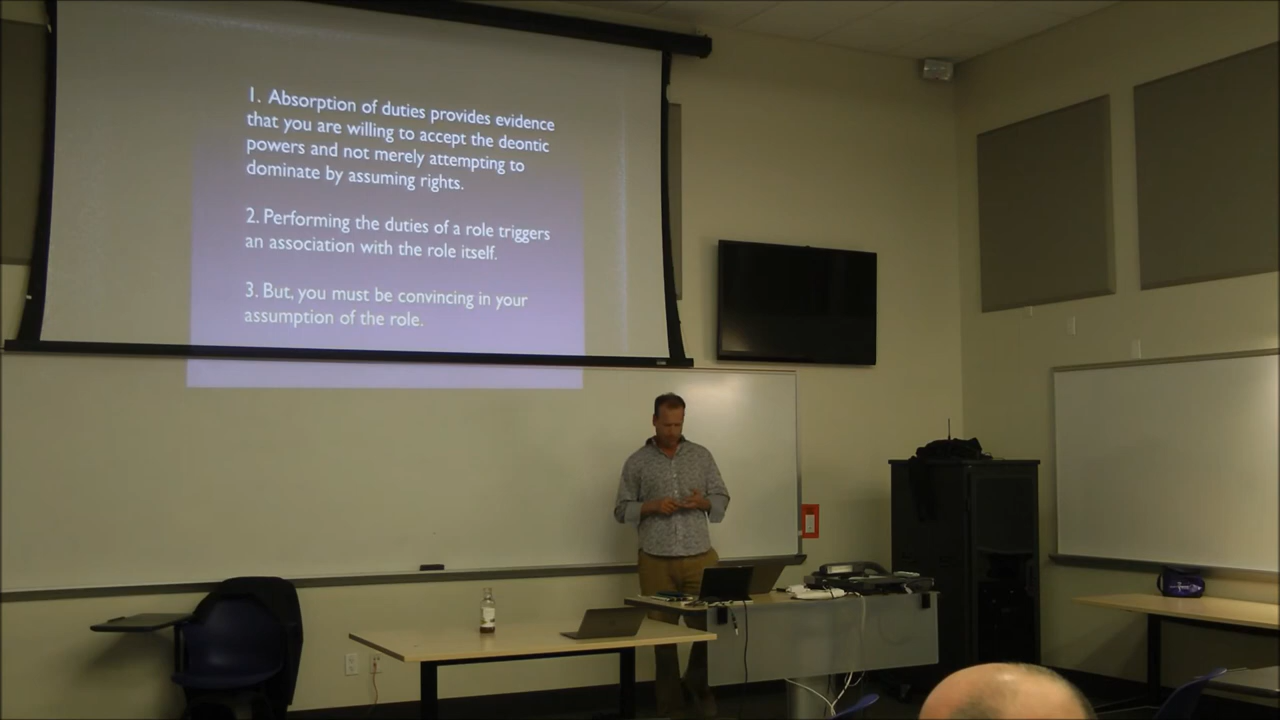 1. Absorption of duties provides evidence
that you are willing to accept the deontic
powers and not merely attempting to
dominate by assuming rights.
2. Performing the duties of a role triggers
an association with the role itself.
3. But, you must be convincing in your
assumption of the role.